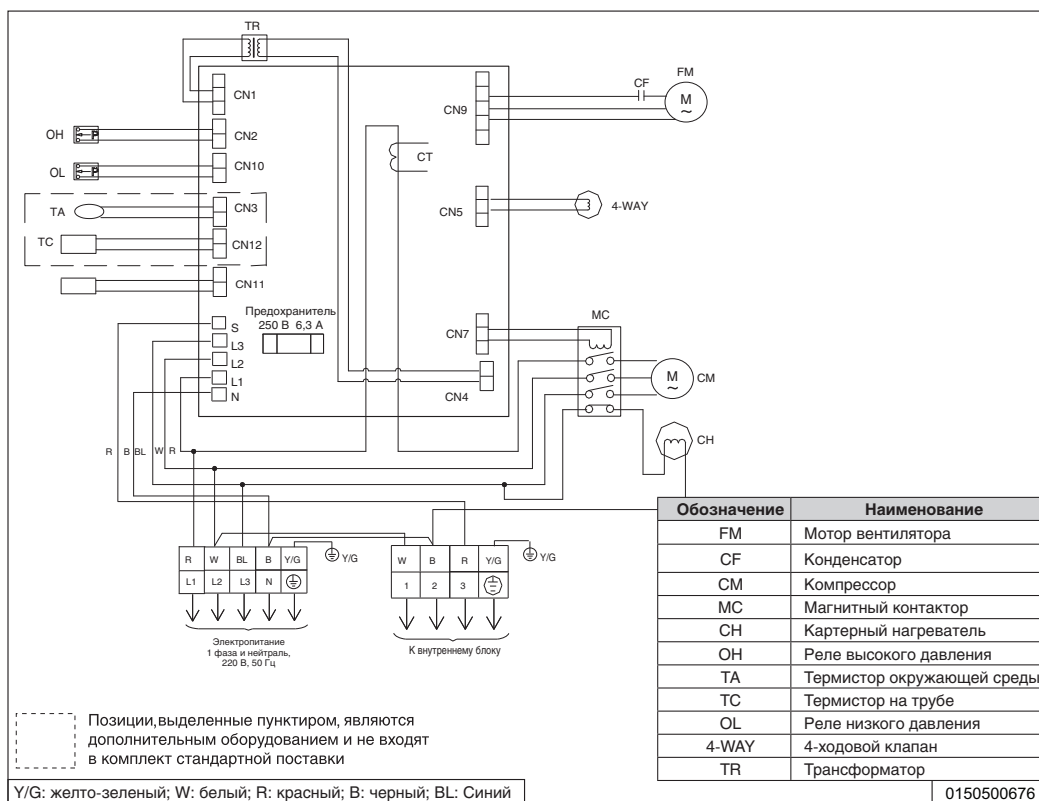 TR
CN1
OH
CN2
OL
CN10
TA
CN3
TC
CN12
CN11
CT
CN9
CF
FM
M
~
CN5
4-WAY
Предохранитель
250 В 6,3 А
S
L3
L2
L1
N
CN7
CN4
MC
M
~
CM
CH
R B BL W R
R W BL B Y/G
L1 L2 L3 N
Y/G
W B R Y/G
1 2 3
Y/G
Электропитание
1 фаза и нейтраль,
220 В, 50 Гц
К внутреннему блоку
Обозначение Наименование
FM Мотор вентилятора
CF Конденсатор
CM Компрессор
MC Магнитный контактор
CH Картерный нагреватель
OH Реле высокого давления
TA Термистор окружающей среды
TC Термистор на трубе
OL Реле низкого давления
4-WAY 4-ходовой клапан
TR Трансформатор
Позиции,выделенные пунктиром, являются
дополнительным оборудованием и не входят
в комплект стандартной поставки
Y/G: желто-зеленый; W: белый; R: красный; B: черный; BL: Синий
0150500676